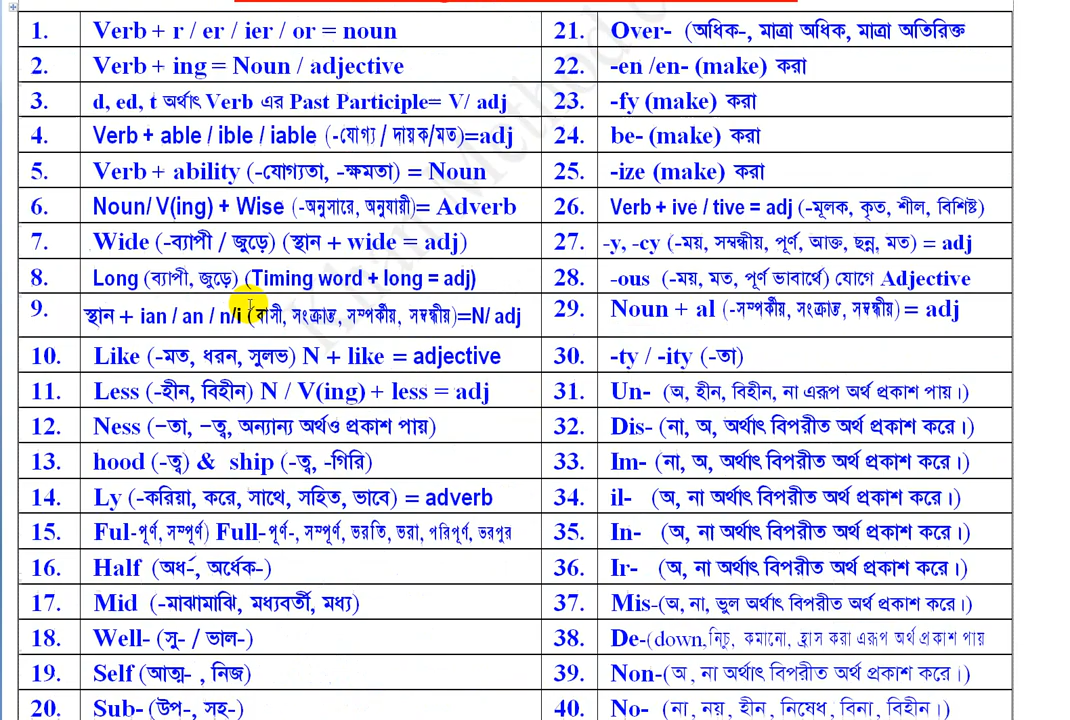 1. Verb + r / er / ier / or = noun
2. Verb + ing = Noun / adjective
3. d, ed, t অর্থাৎ Verb এর Past Participle= V/ adj
4. Verb + able / ible / iable (-যোগ্য / দায়ক/মত)=adj
5. Verb + ability (-যোগ্যতা, -ক্ষমতা) = Noun
6. Noun/ V(ing) + Wise (-অনুসারে, অনুযায়ী)= Adverb
7. Wide (-ব্যাপী / জুড়ে) (স্থান + wide = adj)
8. Long (ব্যাপী, জুড়ে) (Timing word + long = adj)
9. স্থান + ian / an / n/i (বাসী, সংক্রান্ত, সম্পর্কীয়, সম্বন্ধীয়)=N/ adj
10. Like (-মত, ধরন, সুলভ) N + like = adjective
11. Less (-হীন, বিহীন) N / V(ing) + less = adj
12. Ness (-তা, -ত্ব, অন্যান্য অর্থও প্রকাশ পায়)
13. hood (-ত্ব) & ship (-ত্ব, -গিরি)
14. Ly (-করিয়া, করে, সাথে, সহিত, ভাবে) = adverb
15. Ful-পূর্ণ, সম্পূর্ণ) Full-পূর্ণ-, সম্পূর্ণ, ভরতি, ভরা, পরিপূর্ণ, ভরপুর
16. Half (অর্ধ-, অর্ধেক-)
17. Mid (-মাঝামাঝি, মধ্যবর্তী, মধ্য)
18. Well- (সু- / ভাল-)
19. Self (আত্ম- , নিজ)
20. Sub- (উপ-, সহ-)
21. Over- (অধিক-, মাত্রা অধিক, মাত্রা অতিরিক্ত
22. -en /en- (make) করা
23. -fy (make) করা
24. be- (make) করা
25. -ize (make) করা
26. Verb + ive / tive = adj (-মূলক, কৃত, শীল, বিশিষ্ট)
27. -y, -cy (-ময়, সম্বন্ধীয়, পূর্ণ, আক্ত, ছন্ন, মত) = adj
28. -ous (-ময়, মত, পূর্ণ ভাবার্থে) যোগে Adjective
29. Noun + al (-সম্পর্কীয়, সংক্রান্ত, সম্বন্ধীয়) = adj
30. -ty / -ity (-তা)
31. Un- (অ, হীন, বিহীন, না এরূপ অর্থ প্রকাশ পায়।)
32. Dis- (না, অ, অর্থাৎ বিপরীত অর্থ প্রকাশ করে।)
33. Im- (না, অ, অর্থাৎ বিপরীত অর্থ প্রকাশ করে।)
34. il- (অ, না অর্থাৎ বিপরীত অর্থ প্রকাশ করে।)
35. In- (অ, না অর্থাৎ বিপরীত অর্থ প্রকাশ করে।)
36. Ir- (অ, না অর্থাৎ বিপরীত অর্থ প্রকাশ করে।)
37. Mis-(অ, না, ভুল অর্থাৎ বিপরীত অর্থ প্রকাশ করে।)
38. De-(down,নিচু, কমানো, হ্রাস করা এরূপ অর্থ প্রকাশ পায়
39. Non-(অ , না অর্থাৎ বিপরীত অর্থ প্রকাশ করে।)
40. No- (না, নয়, হীন, নিষেধ, বিনা, বিহীন।)